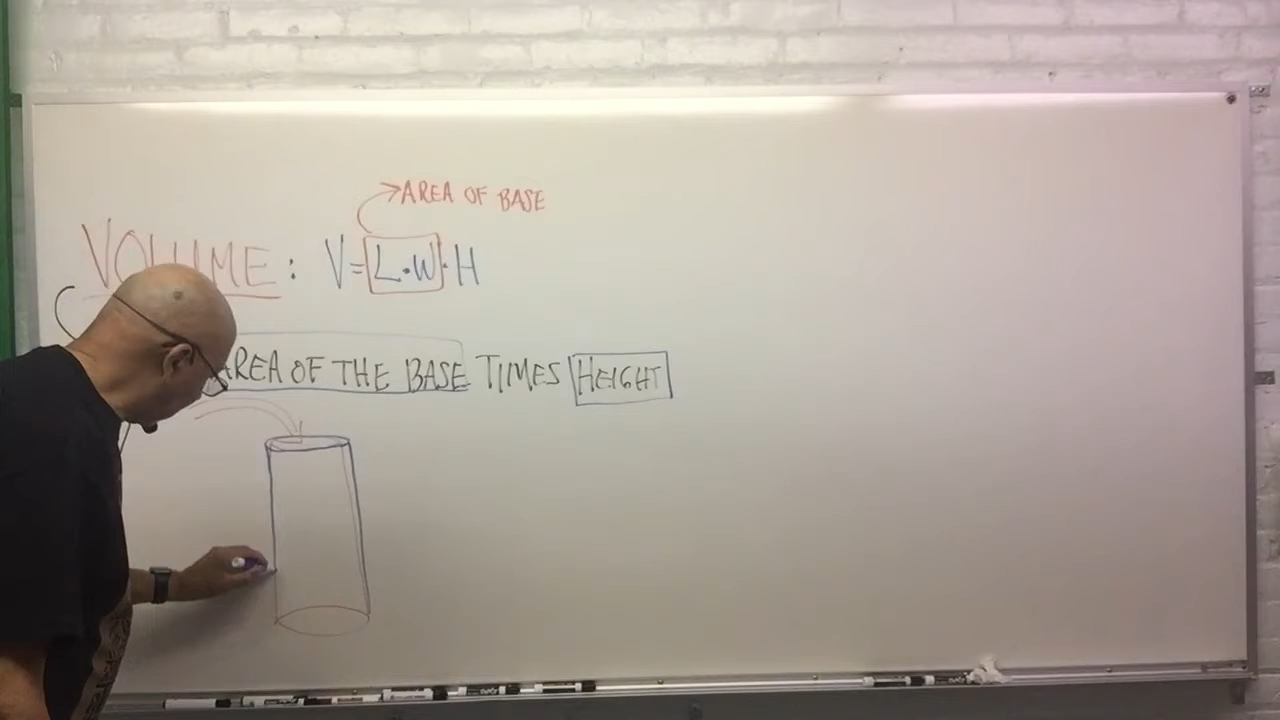 AREA OF BASE
VOLUME: V=L·W·H
AREA OF THE BASE TIMES HEIGHT